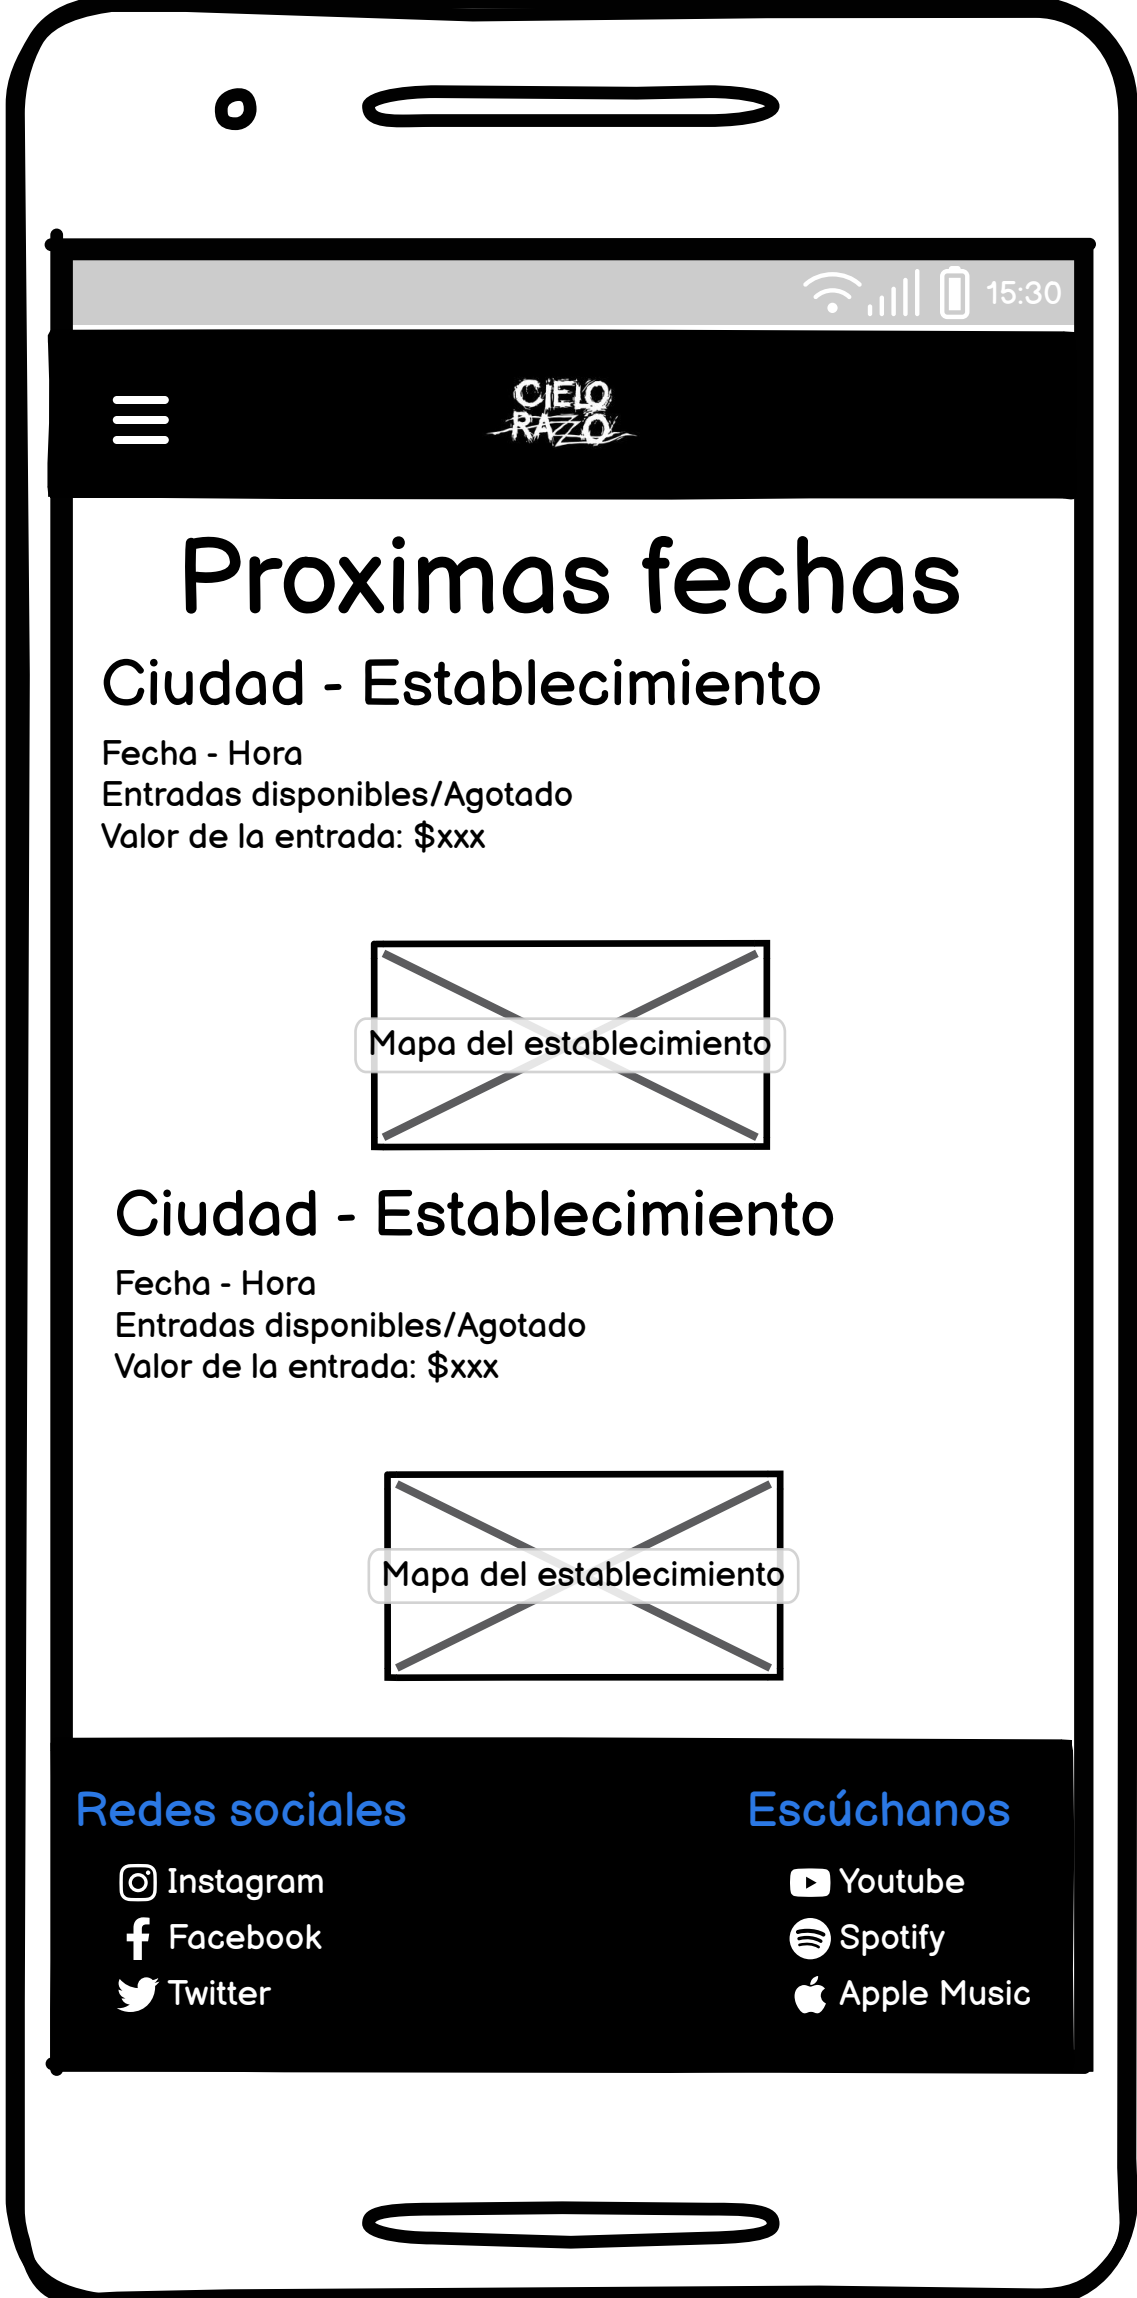 15:30
CIELO
RAZZO
Proximas fechas
Ciudad - Establecimiento
Fecha - Hora
Entradas disponibles/Agotado
Valor de la entrada: $xxx
Mapa del establecimiento
Ciudad - Establecimiento
Fecha - Hora
Entradas disponibles/Agotado
Valor de la entrada: $xxx
Mapa del establecimiento
Redes sociales
Instagram
Facebook
Twitter
Escúchanos
Youtube
Spotify
Apple Music